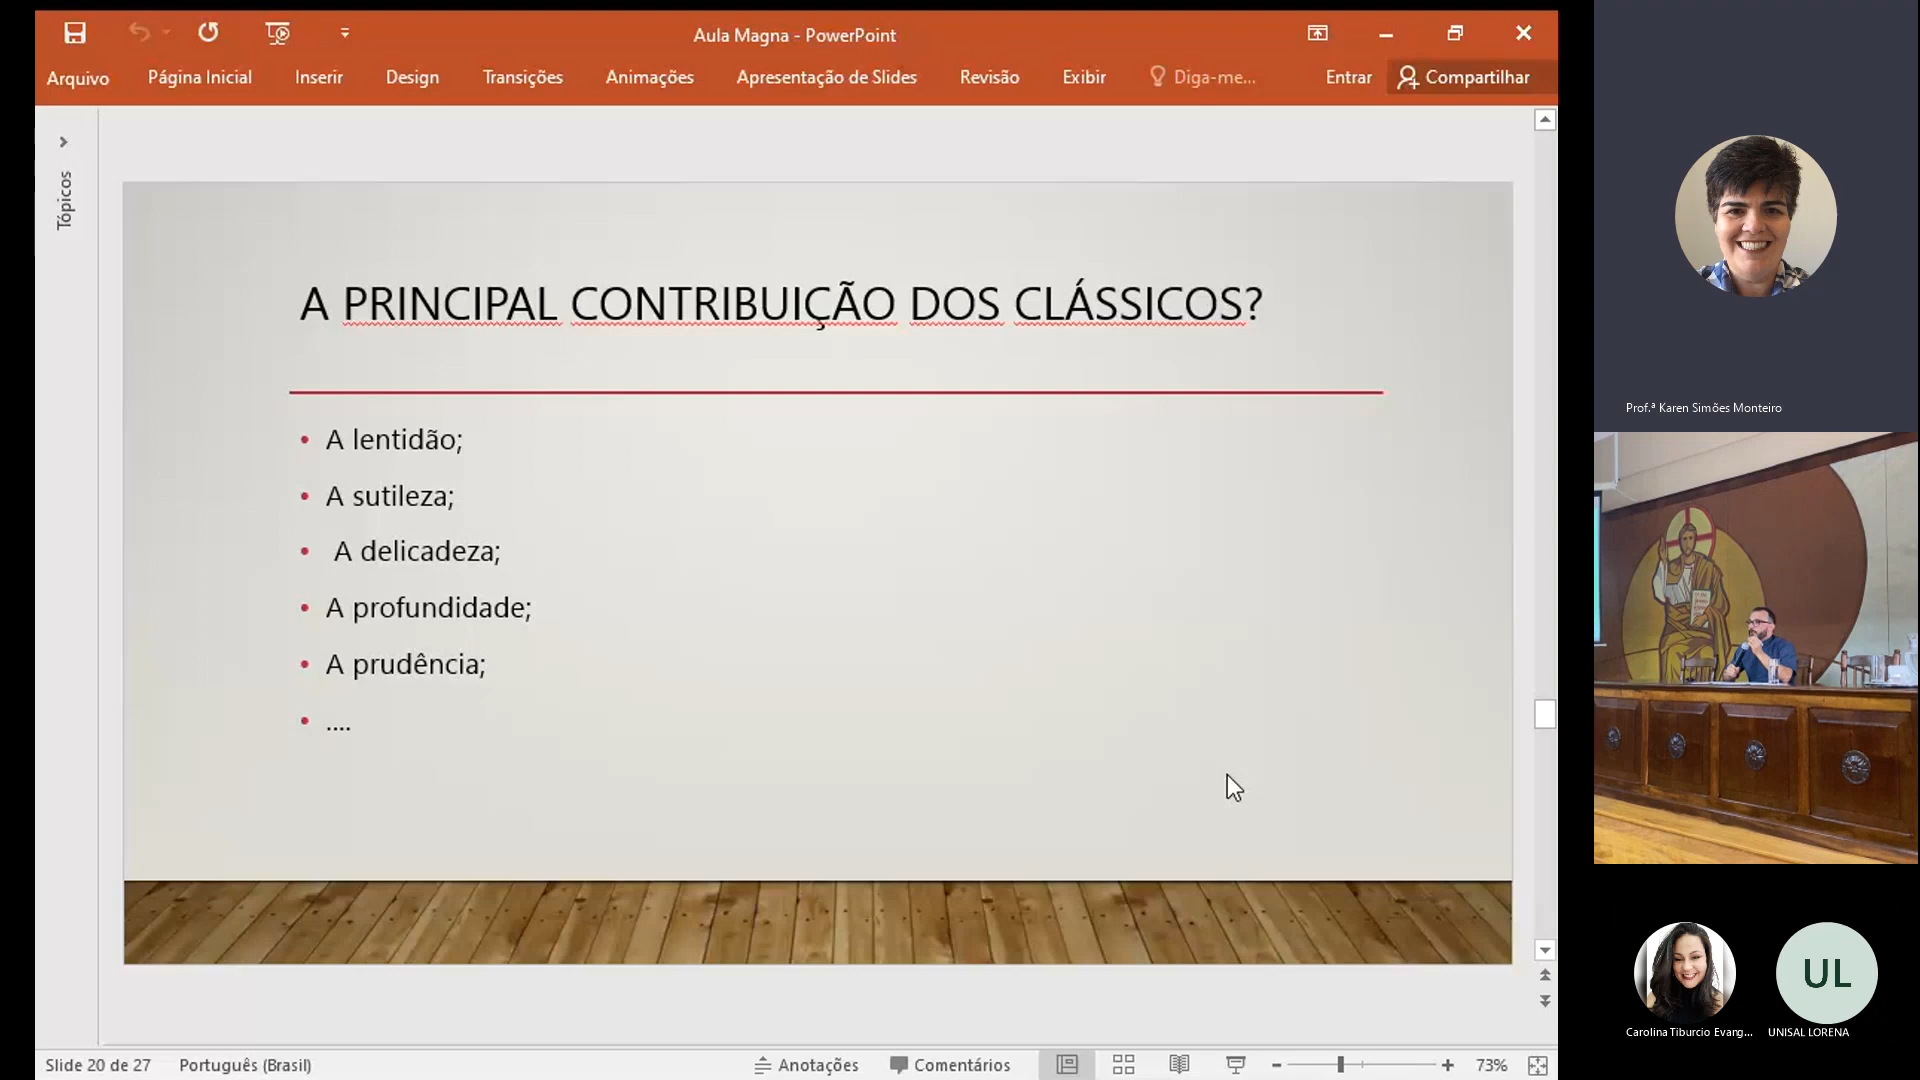 Aula Magna - PowerPoint
Arquivo Página Inicial Inserir Design Transições Animações Apresentação de Slides Revisão Exibir Diga-me... Entrar Compartilhar
Tópicos
A PRINCIPAL CONTRIBUIÇÃO DOS CLÁSSICOS?
• A lentidão;
• A sutileza;
• A delicadeza;
• A profundidade;
• A prudência;
• ....
Slide 20 de 27 Português (Brasil) Anotações Comentários 73%
Prof.ª Karen Simões Monteiro
UL
Carolina Tiburcio Evang... UNISAL LORENA